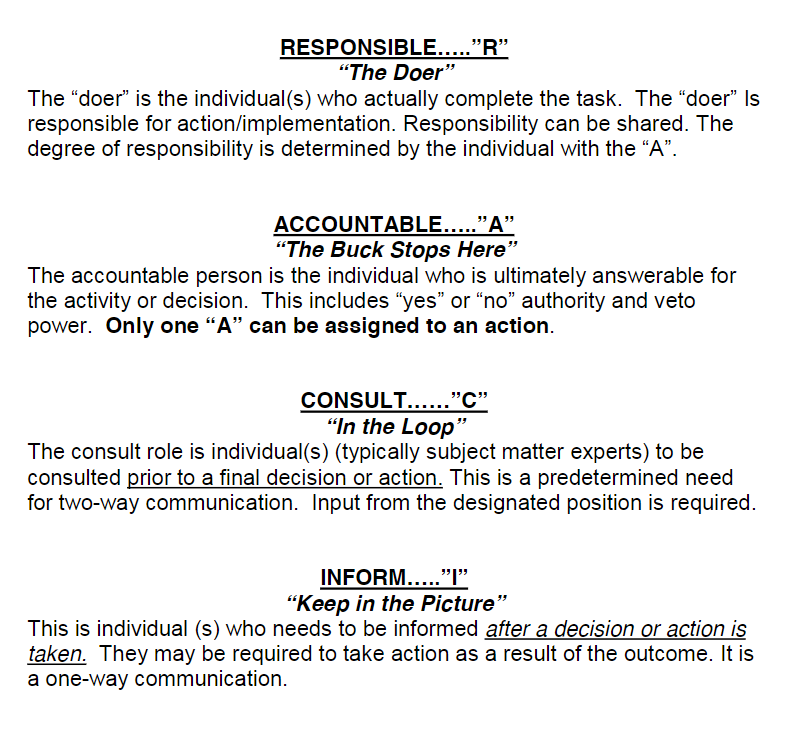 RESPONSIBLE…..”R”
“The Doer”
The “doer” is the individual(s) who actually complete the task.  The “doer” Is
responsible for action/implementation. Responsibility can be shared. The
degree of responsibility is determined by the individual with the “A”.
ACCOUNTABLE…..”A”
“The Buck Stops Here”
The accountable person is the individual who is ultimately answerable for
the activity or decision.  This includes “yes” or “no” authority and veto
power.  Only one “A” can be assigned to an action.
CONSULT……”C”
“In the Loop”
The consult role is individual(s) (typically subject matter experts) to be
consulted prior to a final decision or action. This is a predetermined need
for two-way communication.  Input from the designated position is required.
INFORM…..”I”
“Keep in the Picture”
This is individual (s) who needs to be informed after a decision or action is
taken.  They may be required to take action as a result of the outcome. It is
a one-way communication.